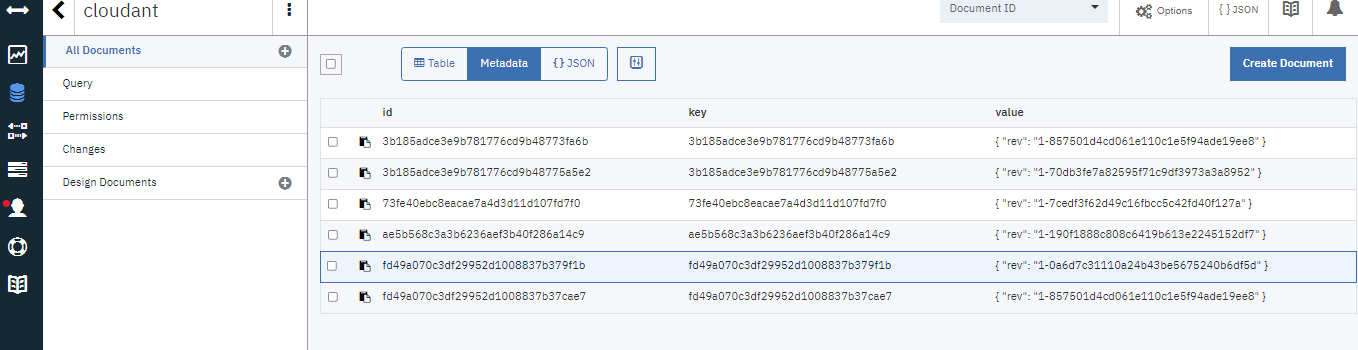 cloudant
Document ID
Options
{ } JSON
All Documents
Query
Permissions
Changes
Design Documents
Table
Metadata
{ } JSON
Create Document
id key value
3b185adce3e9b781776cd9b48773fa6b 3b185adce3e9b781776cd9b48773fa6b { "rev": "1-857501d4cd061e110c1e5f94ade19ee8" }
3b185adce3e9b781776cd9b48775a5e2 3b185adce3e9b781776cd9b48775a5e2 { "rev": "1-70db3fe7a82595f71c9df3973a3a8952" }
73fe40ebc8eacae7a4d3d11d107fd7f0 73fe40ebc8eacae7a4d3d11d107fd7f0 { "rev": "1-7cedf3f62d49c16fbcc5c42fd40f127a" }
ae5b568c3a3b6236aef3b40f286a14c9 ae5b568c3a3b6236aef3b40f286a14c9 { "rev": "1-190f1888c808c6419b613e2245152df7" }
fd49a070c3df29952d1008837b379f1b fd49a070c3df29952d1008837b379f1b { "rev": "1-0a6d7c31110a24b43be5675240b6df5d" }
fd49a070c3df29952d1008837b37cae7 fd49a070c3df29952d1008837b37cae7 { "rev": "1-857501d4cd061e110c1e5f94ade19ee8" }